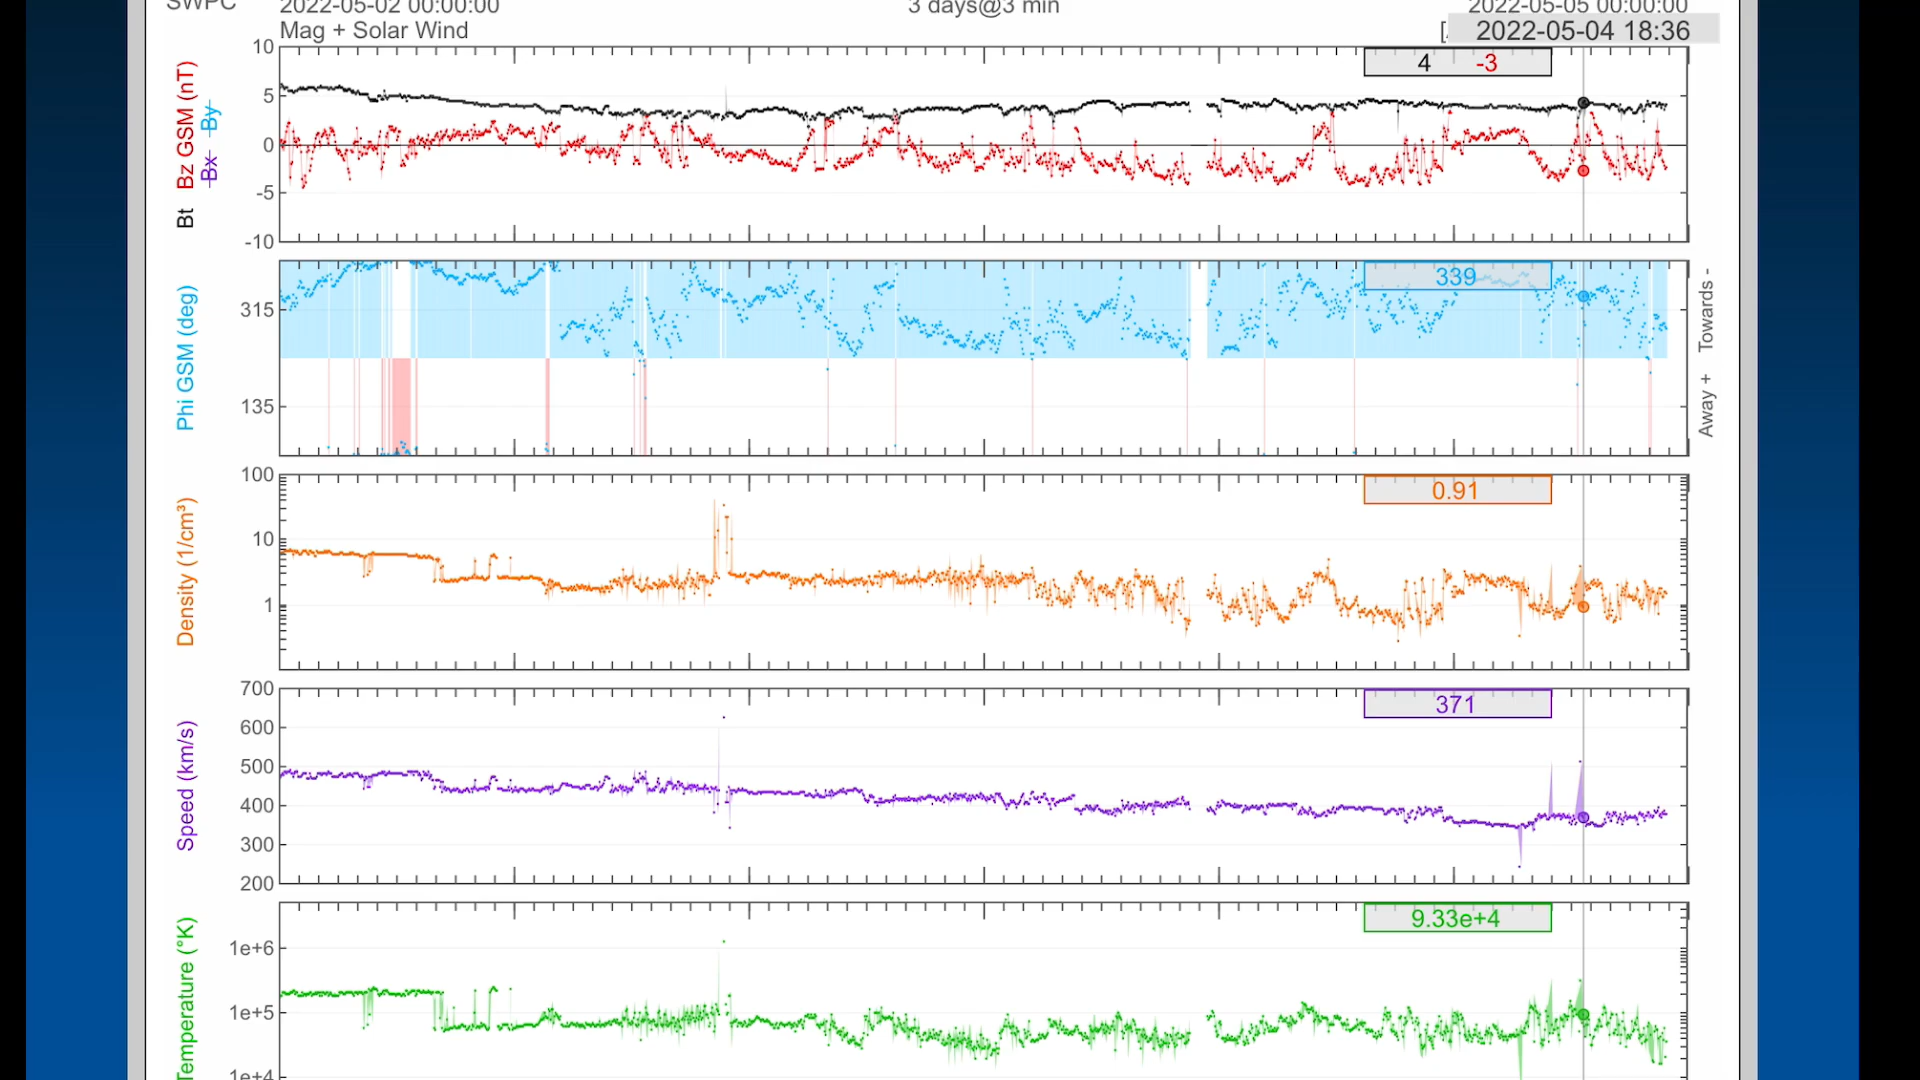 SWPC 2022-05-02 00:00:00 3 days@3 min 2022-05-05 00:00:00
Mag + Solar Wind [ 2022-05-04 18:36
Bt Bz GSM (nT)
Bx By
10
5
0
-5
-10
4 -3
Phi GSM (deg)
315
135
339
Towards -
Away +
Density (1/cm³)
100
10
1
0.91
Speed (km/s)
700
600
500
400
300
200
371
Temperature (°K)
1e+6
1e+5
1e+4
9.33e+4